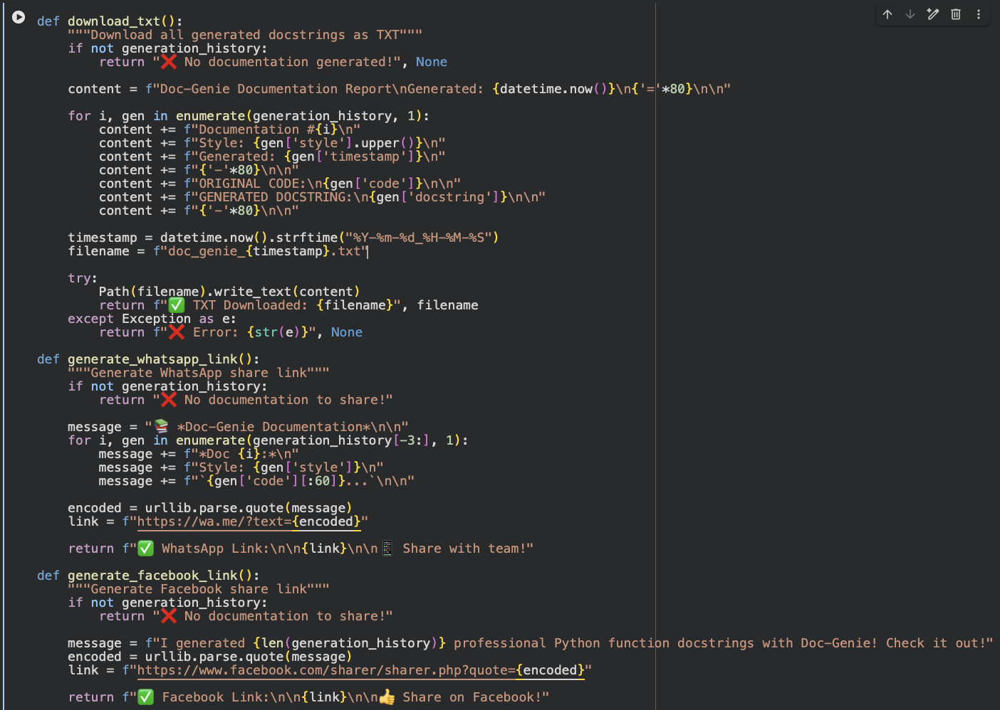 def download_txt():
    """Download all generated docstrings as TXT"""
    if not generation_history:
        return "❌ No documentation generated!", None

    content = f"Doc-Genie Documentation Report\nGenerated: {datetime.now()}\n{'='*80}\n\n"

    for i, gen in enumerate(generation_history, 1):
        content += f"Documentation #{i}\n"
        content += f"Style: {gen['style'].upper()}\n"
        content += f"Generated: {gen['timestamp']}\n"
        content += f"{'-'*80}\n\n"
        content += f"ORIGINAL CODE:\n{gen['code']}\n\n"
        content += f"GENERATED DOCSTRING:\n{gen['docstring']}\n\n"
        content += f"{'-'*80}\n\n"

    timestamp = datetime.now().strftime("%Y-%m-%d_%H-%M-%S")
    filename = f"doc_genie_{timestamp}.txt"

    try:
        Path(filename).write_text(content)
        return f"✅ TXT Downloaded: {filename}", filename
    except Exception as e:
        return f"❌ Error: {str(e)}", None

def generate_whatsapp_link():
    """Generate WhatsApp share link"""
    if not generation_history:
        return "❌ No documentation to share!"

    message = "📚 *Doc-Genie Documentation*\n\n"
    for i, gen in enumerate(generation_history[-3:], 1):
        message += f"*Doc {i}:*\n"
        message += f"Style: {gen['style']}\n"
        message += f"`{gen['code'][:60]}...`\n\n"

    encoded = urllib.parse.quote(message)
    link = f"https://wa.me/?text={encoded}"

    return f"✅ WhatsApp Link:\n\n{link}\n\n📱 Share with team!"

def generate_facebook_link():
    """Generate Facebook share link"""
    if not generation_history:
        return "❌ No documentation to share!"

    message = f"I generated {len(generation_history)} professional Python function docstrings with Doc-Genie! Check it out!"
    encoded = urllib.parse.quote(message)
    link = f"https://www.facebook.com/sharer/sharer.php?quote={encoded}"

    return f"✅ Facebook Link:\n\n{link}\n\n👍 Share on Facebook!"